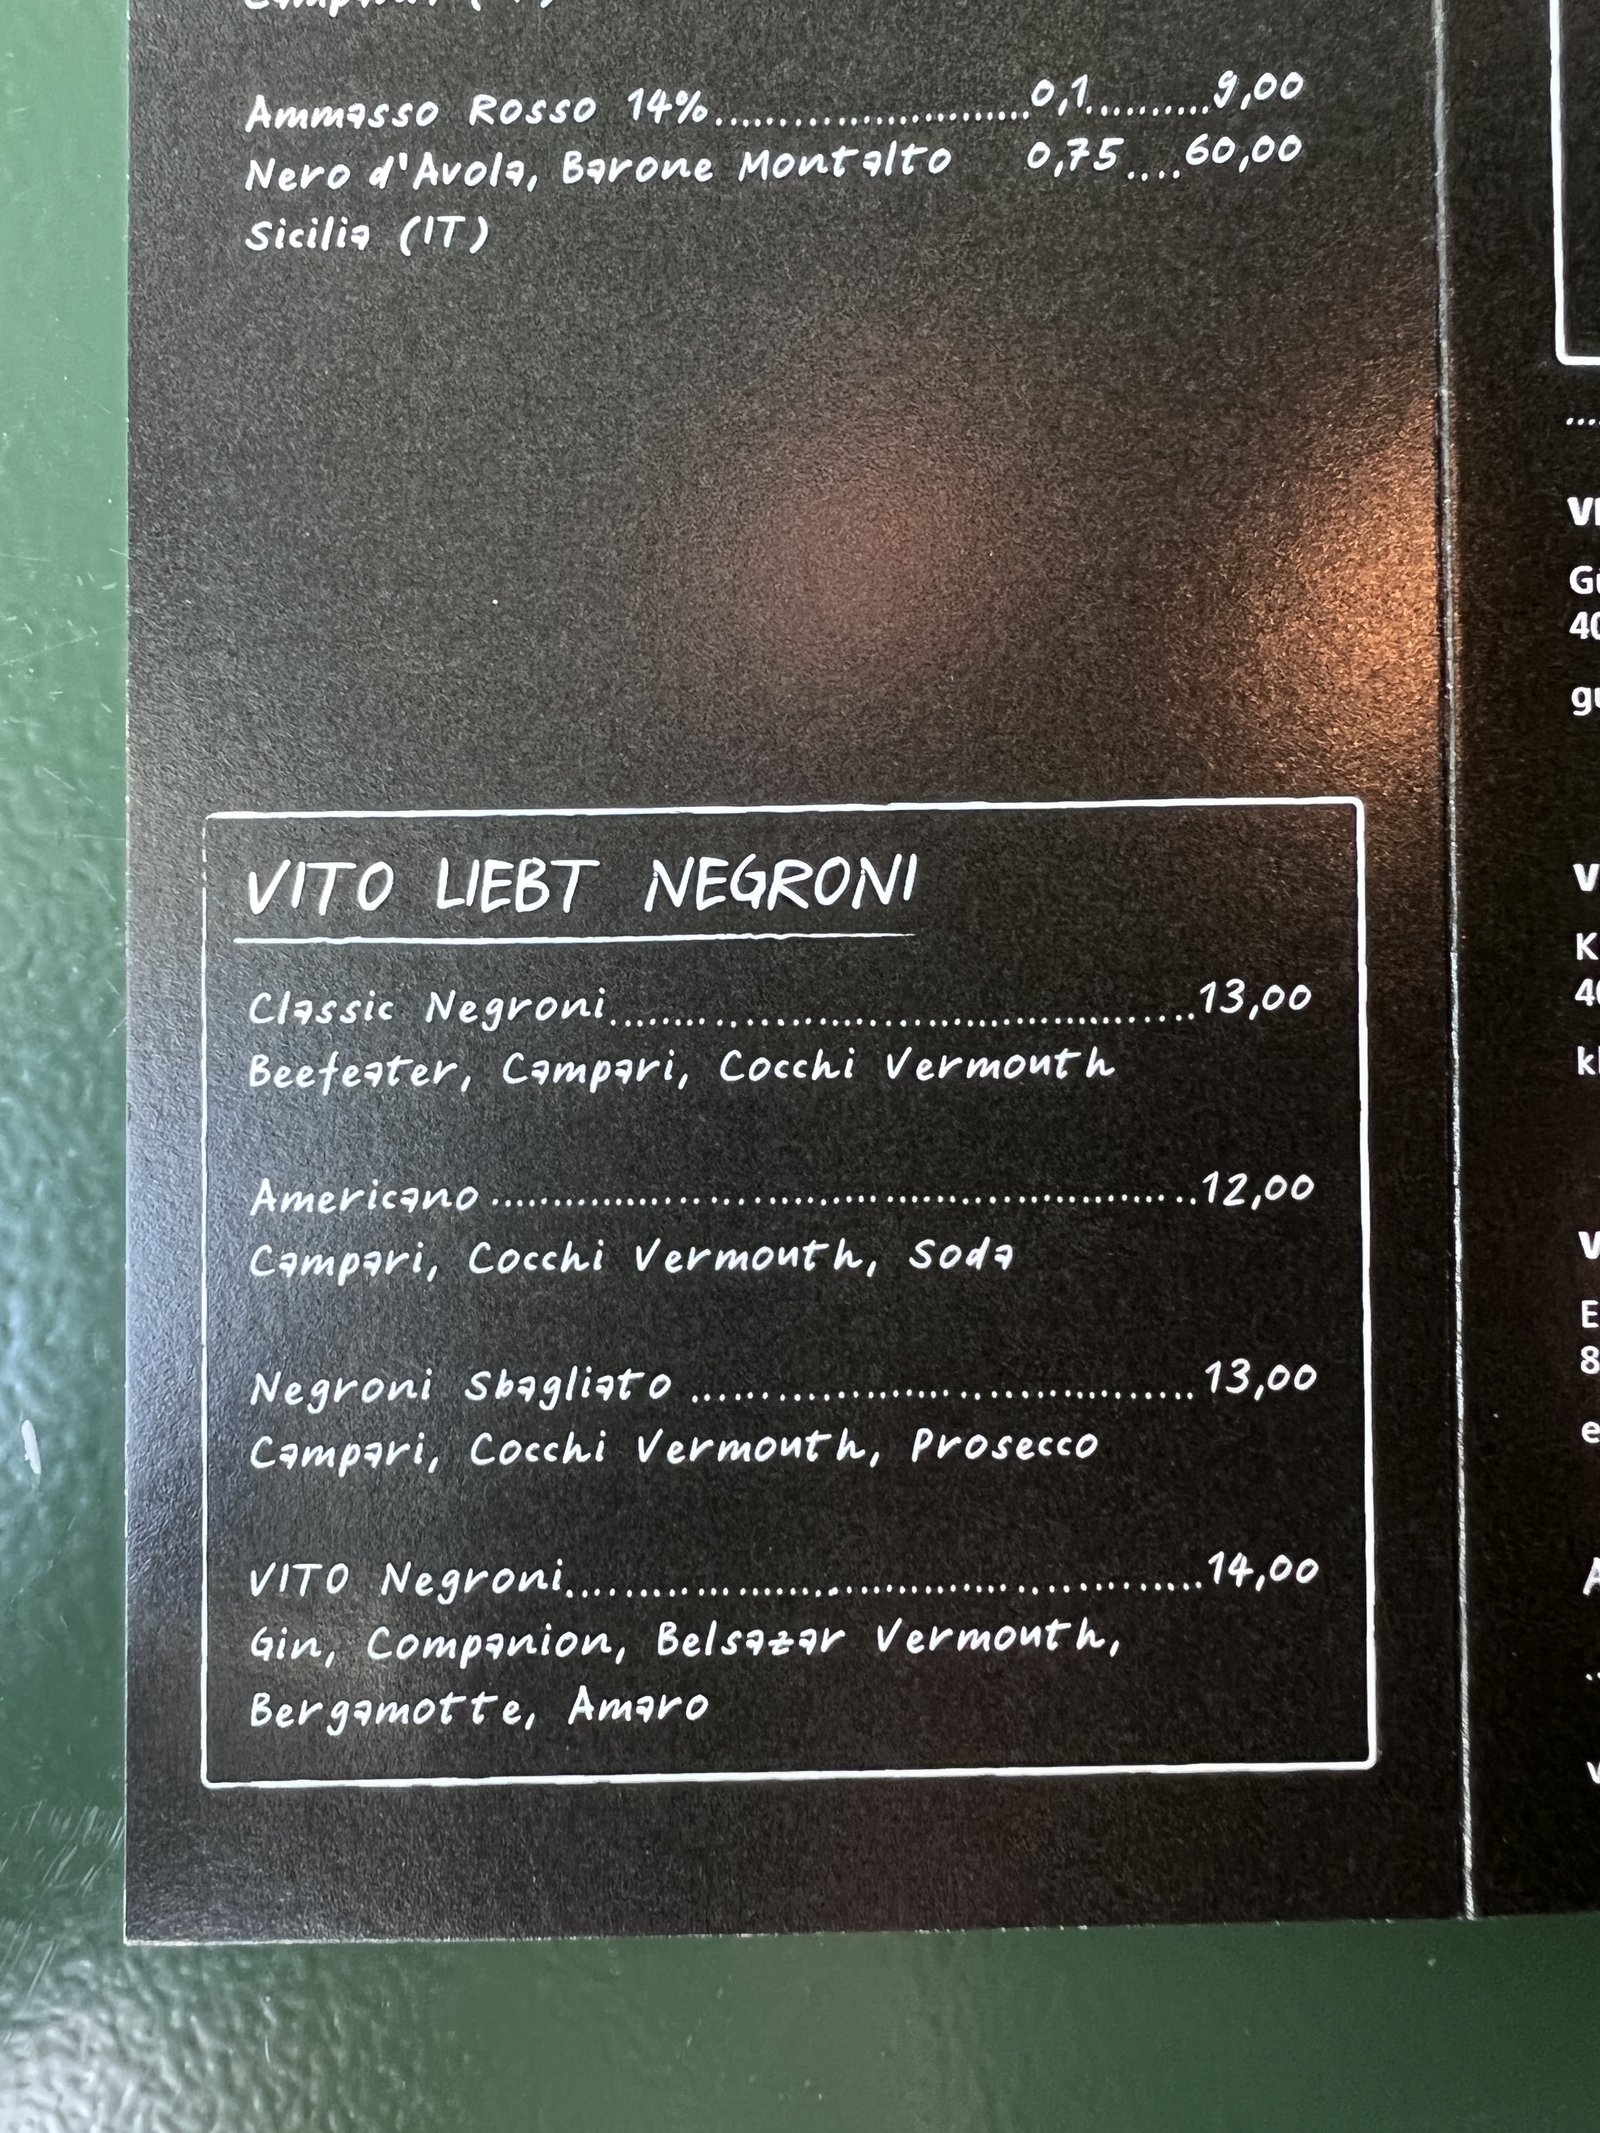 Ammasso Rosso 14%..............................0,1...........9,00
Nero d'Avola, Barone Montalto 0,75....60,00
Sicilia (IT)
VITO LIEBT NEGRONI
Classic Negroni..................................................13,00
Beefeater, Campari, Cocchi Vermouth
Americano............................................................12,00
Campari, Cocchi Vermouth, Soda
Negroni Sbagliato ...........................................13,00
Campari, Cocchi Vermouth, Prosecco
VITO Negroni......................................................14,00
Gin, Companion, Belsazar Vermouth,
Bergamotte, Amaro